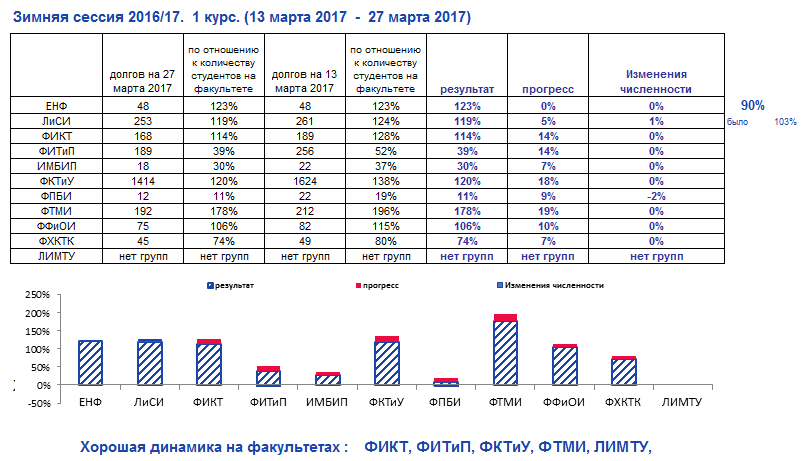 Зимняя сессия 2016/17. 1 курс. (13 марта 2017 - 27 марта 2017)
долгов на 27 марта 2017 по отношению к количеству студентов на факультете долгов на 13 марта 2017 по отношению к количеству студентов на факультете результат прогресс Изменения численности
ЕНФ 48 123% 48 123% 123% 0% 0% 90%
ЛиСИ 253 119% 261 124% 119% 5% 1% было 103%
ФИКТ 168 114% 189 128% 114% 14% 0%
ФИТиП 189 39% 256 52% 39% 14% 0%
ИМБИП 18 30% 22 37% 30% 7% 0%
ФКТиУ 1414 120% 1624 138% 120% 18% 0%
ФПБИ 12 11% 22 19% 11% 9% -2%
ФТМИ 192 178% 212 196% 178% 19% 0%
ФФиОИ 75 106% 82 115% 106% 10% 0%
ФХКТК 45 74% 49 80% 74% 7% 0%
ЛИМТУ нет групп нет групп нет групп нет групп нет групп нет групп нет групп
результат прогресс Изменения численности
250%
200%
150%
100%
50%
0%
-50%
ЕНФ ЛиСИ ФИКТ ФИТиП ИМБИП ФКТиУ ФПБИ ФТМИ ФФиОИ ФХКТК ЛИМТУ
Хорошая динамика на факультетах : ФИКТ, ФИТиП, ФКТиУ, ФТМИ, ЛИМТУ,